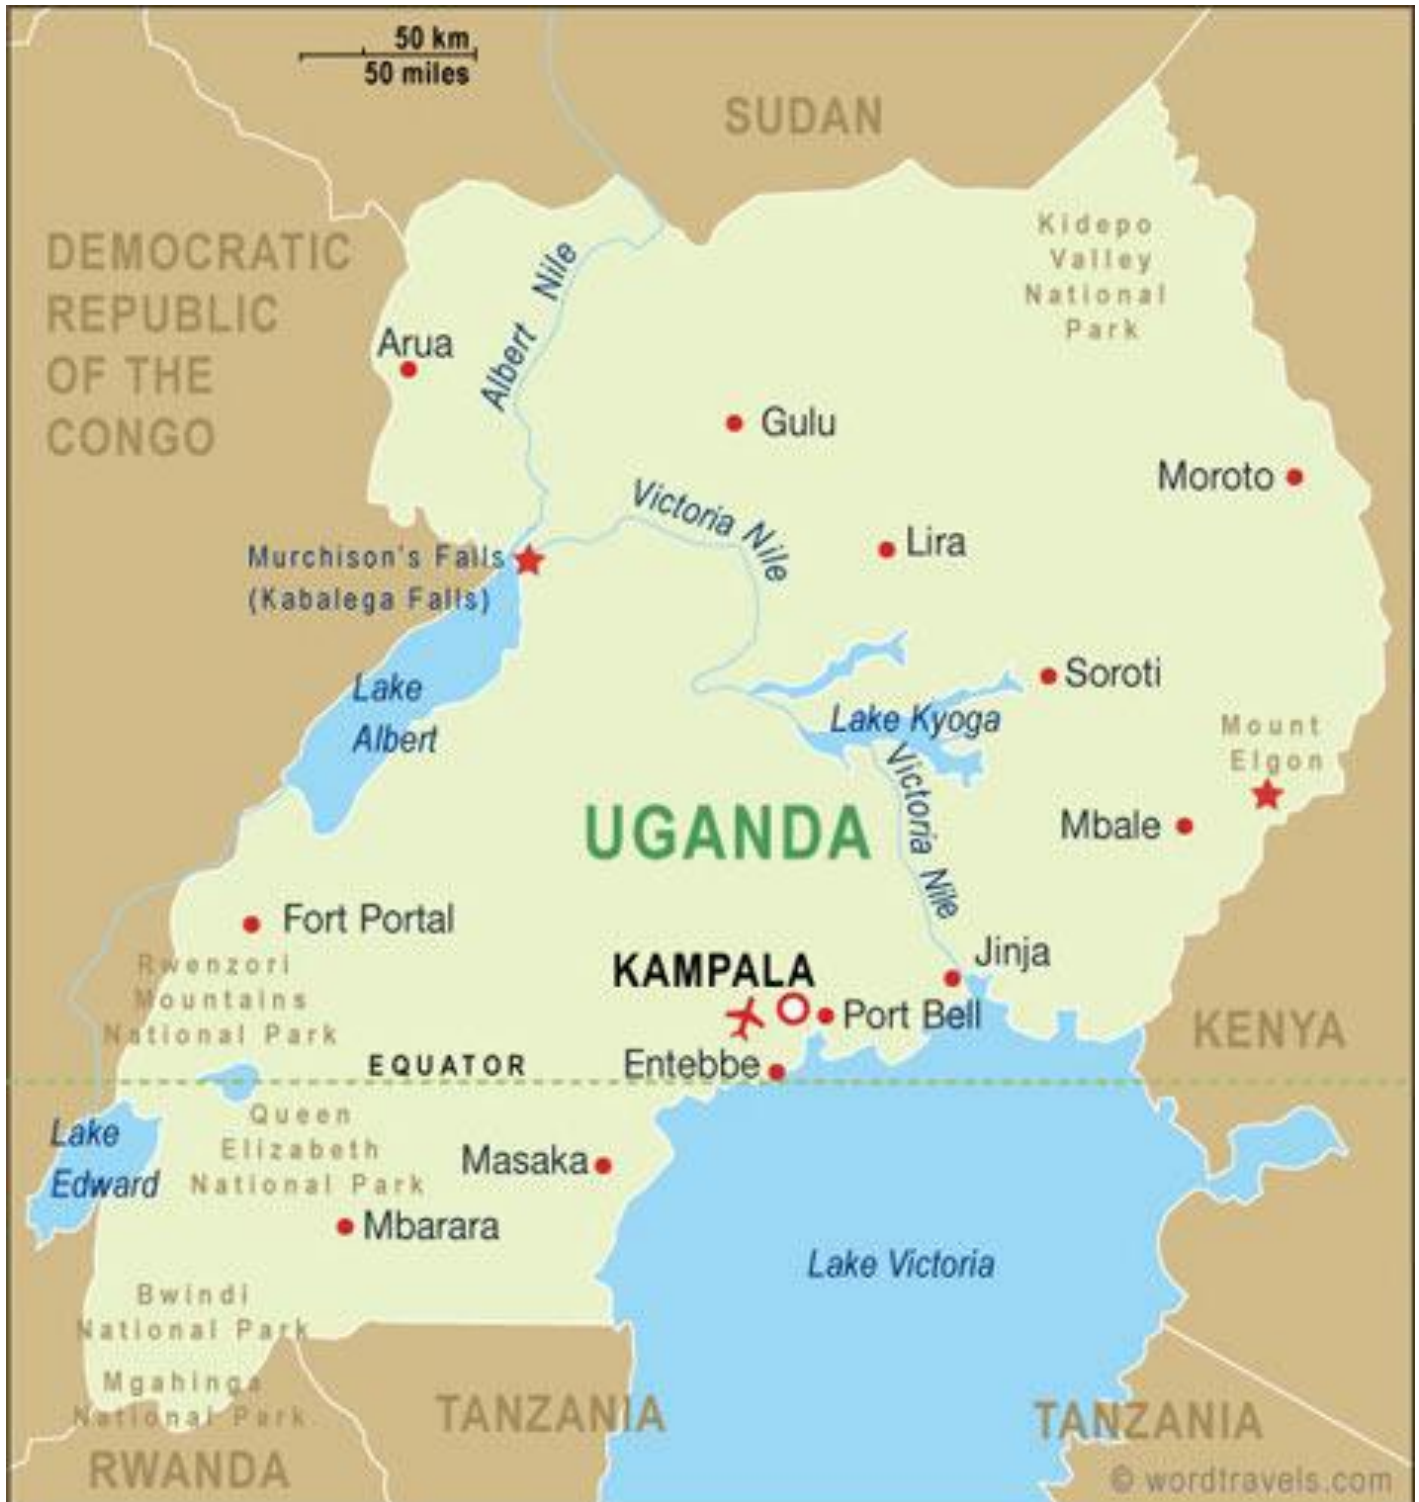 50 km
50 miles
SUDAN
DEMOCRATIC
REPUBLIC
OF THE
CONGO
Kidepo
Valley
National
Park
Albert Nile
Arua
Gulu
Moroto
Victoria Nile
Lira
Murchison's Falls
(Kabalega Falls)
Lake
Albert
Soroti
Lake Kyoga
Mount
Elgon
Victoria Nile
UGANDA
Mbale
Fort Portal
Rwenzori
Mountains
National Park
KAMPALA
Jinja
Port Bell
KENYA
Entebbe
EQUATOR
Lake
Edward
Queen
Elizabeth
National Park
Masaka
Mbarara
Lake Victoria
Bwindi
National Park
Mgahinga
National Park
TANZANIA
TANZANIA
RWANDA
© wordtravels.com